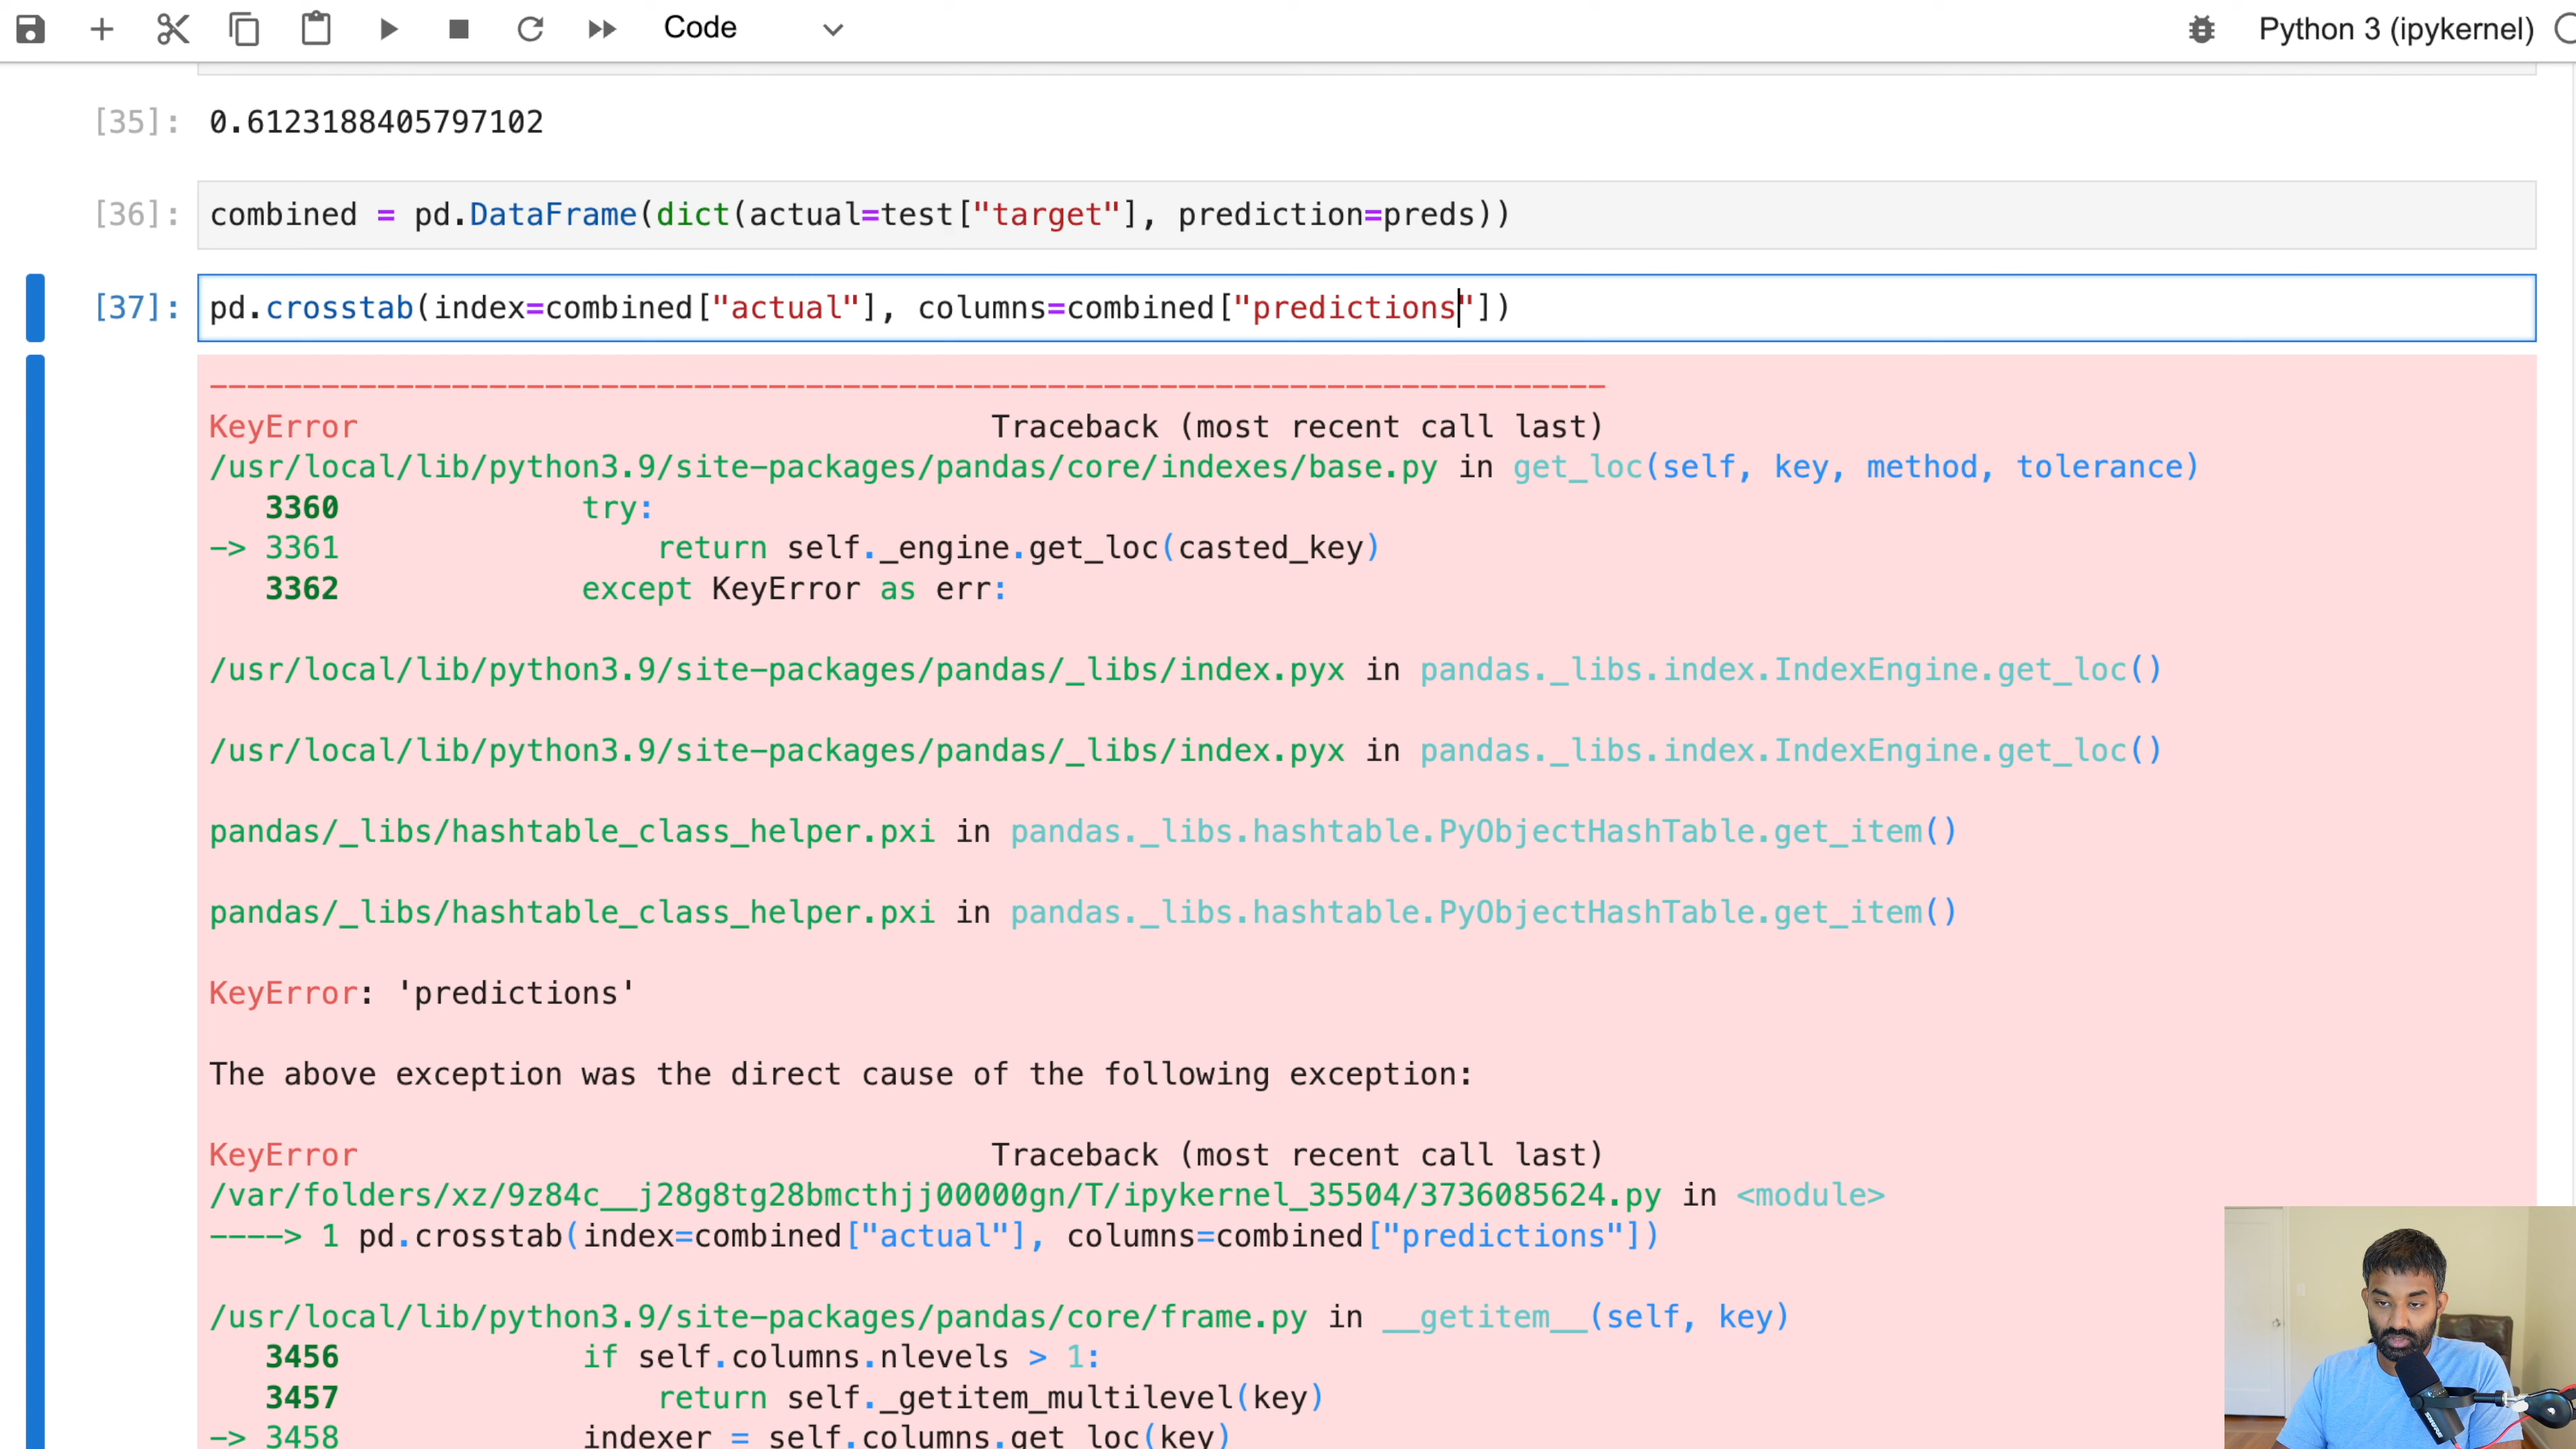 Code
Python 3 (ipykernel)
[35]: 0.6123188405797102
[36]: combined = pd.DataFrame(dict(actual=test["target"], prediction=preds))
[37]: pd.crosstab(index=combined["actual"], columns=combined["predictions"])
---------------------------------------------------------------------------
KeyError Traceback (most recent call last)
/usr/local/lib/python3.9/site-packages/pandas/core/indexes/base.py in get_loc(self, key, method, tolerance)
3360 try:
-> 3361 return self._engine.get_loc(casted_key)
3362 except KeyError as err:
/usr/local/lib/python3.9/site-packages/pandas/_libs/index.pyx in pandas._libs.index.IndexEngine.get_loc()
/usr/local/lib/python3.9/site-packages/pandas/_libs/index.pyx in pandas._libs.index.IndexEngine.get_loc()
pandas/_libs/hashtable_class_helper.pxi in pandas._libs.hashtable.PyObjectHashTable.get_item()
pandas/_libs/hashtable_class_helper.pxi in pandas._libs.hashtable.PyObjectHashTable.get_item()
KeyError: 'predictions'
The above exception was the direct cause of the following exception:
KeyError Traceback (most recent call last)
/var/folders/xz/9z84c__j28g8tg28bmcthjj00000gn/T/ipykernel_35504/3736085624.py in <module>
----> 1 pd.crosstab(index=combined["actual"], columns=combined["predictions"])
/usr/local/lib/python3.9/site-packages/pandas/core/frame.py in __getitem__(self, key)
3456 if self.columns.nlevels > 1:
3457 return self._getitem_multilevel(key)
-> 3458 indexer = self.columns.get_loc(key)